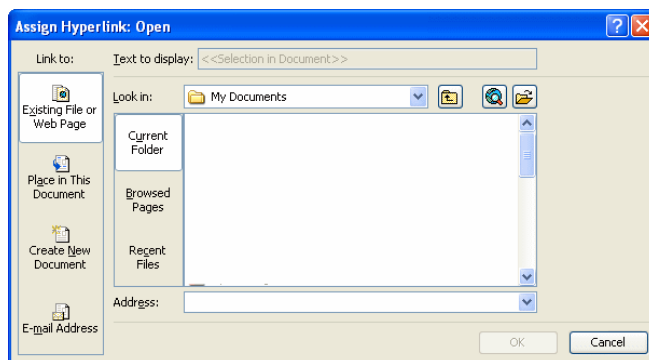 Assign Hyperlink: Open
Link to:
Text to display: <<Selection in Document>>
Existing File or
Web Page
Look in: My Documents
Current
Folder
Place in This
Document
Browsed
Pages
Create New
Document
Recent
Files
Address:
E-mail Address
OK Cancel